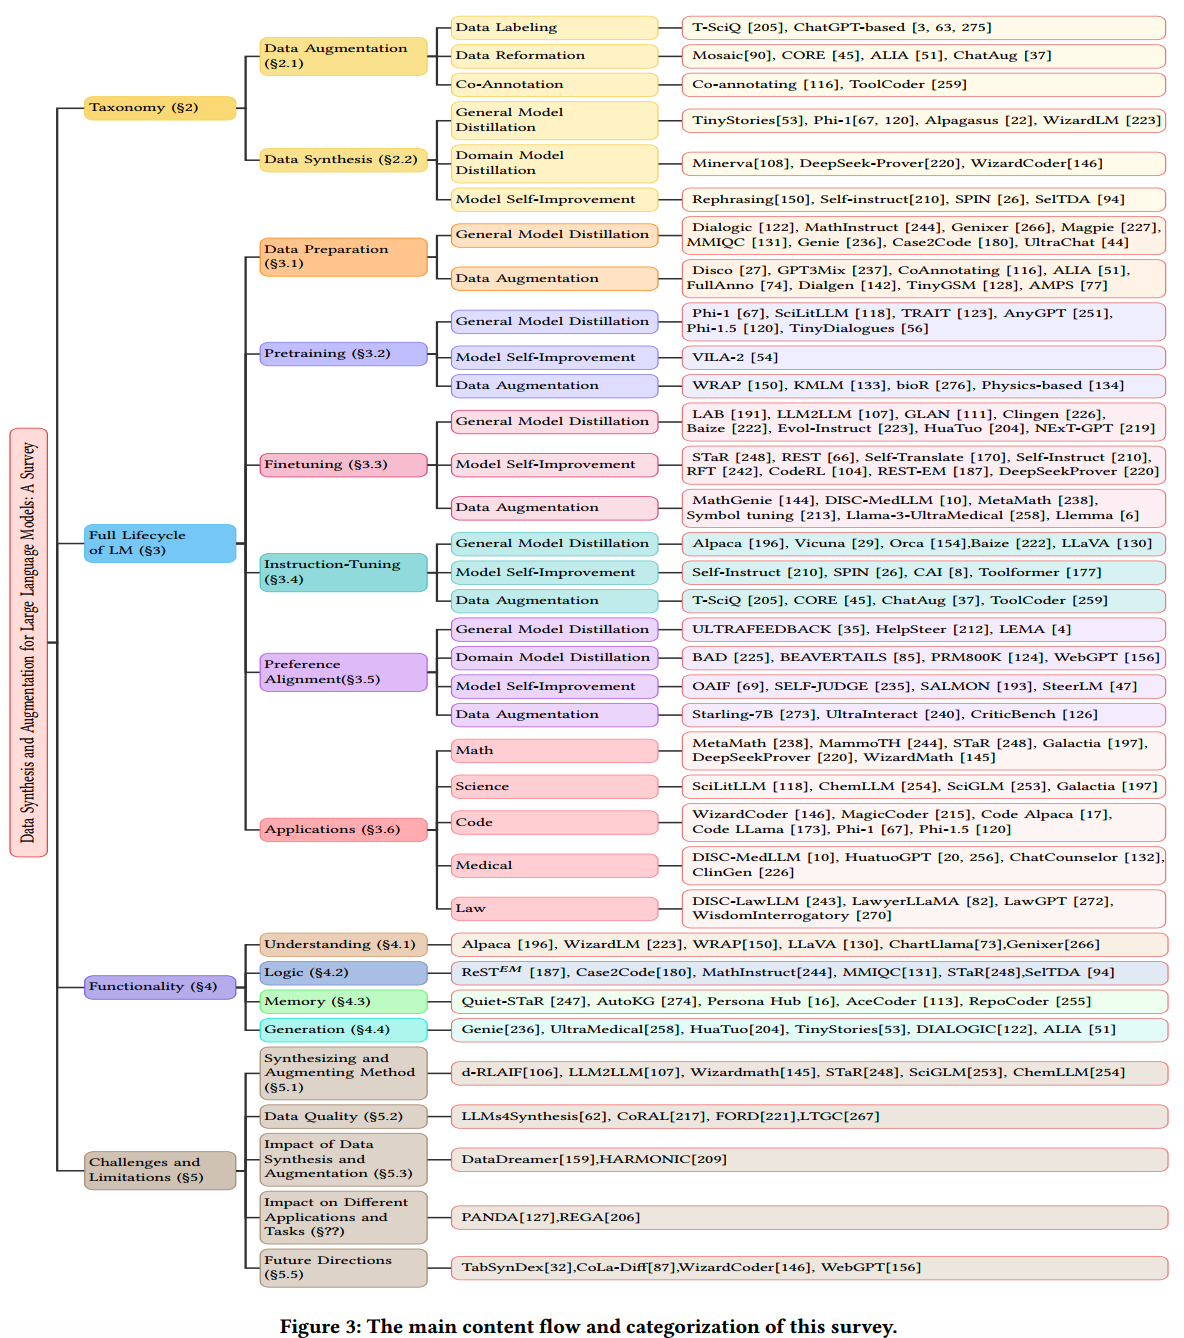 Data Synthesis and Augmentation for Large Language Models: A Survey
Taxonomy (§2)
Data Augmentation
(§2.1)
Data Labeling
T-SciQ [205], ChatGPT-based [3, 63, 275]
Data Reformation
Mosaic[90], CORE [45], ALIA [51], ChatAug [37]
Co-Annotation
Co-annotating [116], ToolCoder [259]
Data Synthesis (§2.2)
General Model
Distillation
TinyStories[53], Phi-1[67, 120], Alpagasus [22], WizardLM [223]
Domain Model
Distillation
Minerva[108], DeepSeek-Prover[220], WizardCoder[146]
Model Self-Improvement
Rephrasing[150], Self-instruct[210], SPIN [26], SelTDA [94]
Full Lifecycle
of LM (§3)
Data Preparation
(§3.1)
General Model Distillation
Dialogic [122], MathInstruct [244], Genixer [266], Magpie [227],
MMIQC [131], Genie [236], Case2Code [180], UltraChat [44]
Data Augmentation
Disco [27], GPT3Mix [237], CoAnnotating [116], ALIA [51],
FullAnno [74], Dialgen [142], TinyGSM [128], AMPS [77]
Pretraining (§3.2)
General Model Distillation
Phi-1 [67], SciLitLLM [118], TRAIT [123], AnyGPT [251],
Phi-1.5 [120], TinyDialogues [56]
Model Self-Improvement
VILA-2 [54]
Data Augmentation
WRAP [150], KMLM [133], bioR [276], Physics-based [134]
Finetuning (§3.3)
General Model Distillation
LAB [191], LLM2LLM [107], GLAN [111], Clingen [226],
Baize [222], Evol-Instruct [223], HuaTuo [204], NExT-GPT [219]
Model Self-Improvement
STaR [248], REST [66], Self-Translate [170], Self-Instruct [210],
RFT [242], CodeRL [104], REST-EM [187], DeepSeekProver [220]
Data Augmentation
MathGenie [144], DISC-MedLLM [10], MetaMath [238],
Symbol tuning [213], Llama-3-UltraMedical [258], Llemma [6]
Instruction-Tuning
(§3.4)
General Model Distillation
Alpaca [196], Vicuna [29], Orca [154],Baize [222], LLaVA [130]
Model Self-Improvement
Self-Instruct [210], SPIN [26], CAI [8], Toolformer [177]
Data Augmentation
T-SciQ [205], CORE [45], ChatAug [37], ToolCoder [259]
Preference
Alignment(§3.5)
General Model Distillation
ULTRAFEEDBACK [35], HelpSteer [212], LEMA [4]
Domain Model Distillation
BAD [225], BEAVERTAILS [85], PRM800K [124], WebGPT [156]
Model Self-Improvement
OAIF [69], SELF-JUDGE [235], SALMON [193], SteerLM [47]
Data Augmentation
Starling-7B [273], UltraInteract [240], CriticBench [126]
Applications (§3.6)
Math
MetaMath [238], MammoTH [244], STaR [248], Galactia [197],
DeepSeekProver [220], WizardMath [145]
Science
SciLitLLM [118], ChemLLM [254], SciGLM [253], Galactia [197]
Code
WizardCoder [146], MagicCoder [215], Code Alpaca [17],
Code LLama [173], Phi-1 [67], Phi-1.5 [120]
Medical
DISC-MedLLM [10], HuatuoGPT [20, 256], ChatCounselor [132],
ClinGen [226]
Law
DISC-LawLLM [243], LawyerLLaMA [82], LawGPT [272],
WisdomInterrogatory [270]
Functionality (§4)
Understanding (§4.1)
Alpaca [196], WizardLM [223], WRAP[150], LLaVA [130], ChartLlama[73],Genixer[266]
Logic (§4.2)
ReST^EM [187], Case2Code[180], MathInstruct[244], MMIQC[131], STaR[248],SelTDA [94]
Memory (§4.3)
Quiet-STaR [247], AutoKG [274], Persona Hub [16], AceCoder [113], RepoCoder [255]
Generation (§4.4)
Genie[236], UltraMedical[258], HuaTuo[204], TinyStories[53], DIALOGIC[122], ALIA [51]
Challenges and
Limitations (§5)
Synthesizing and
Augmenting Method
(§5.1)
d-RLAIF[106], LLM2LLM[107], Wizardmath[145], STaR[248], SciGLM[253], ChemLLM[254]
Data Quality (§5.2)
LLMs4Synthesis[62], CoRAL[217], FORD[221],LTGC[267]
Impact of Data
Synthesis and
Augmentation (§5.3)
DataDreamer[159],HARMONIC[209]
Impact on Different
Applications and
Tasks (§??)
PANDA[127],REGA[206]
Future Directions
(§5.5)
TabSynDex[32],CoLa-Diff[87],WizardCoder[146], WebGPT[156]
Figure 3: The main content flow and categorization of this survey.